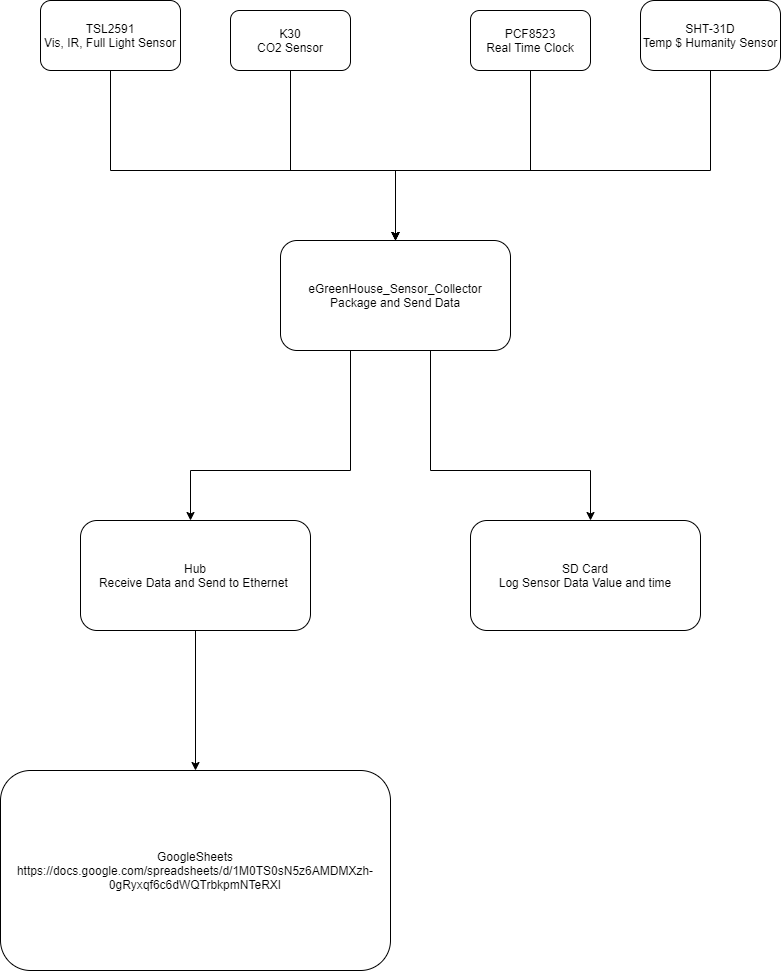 TSL2591
Vis, IR, Full Light Sensor
K30
CO2 Sensor
PCF8523
Real Time Clock
SHT-31D
Temp $ Humanity Sensor
eGreenHouse_Sensor_Collector
Package and Send Data
Hub
Receive Data and Send to Ethernet
SD Card
Log Sensor Data Value and time
GoogleSheets
https://docs.google.com/spreadsheets/d/1M0TS0sN5z6AMDMXzh-
0gRyxqf6c6dWQTrbkpmNTeRXI